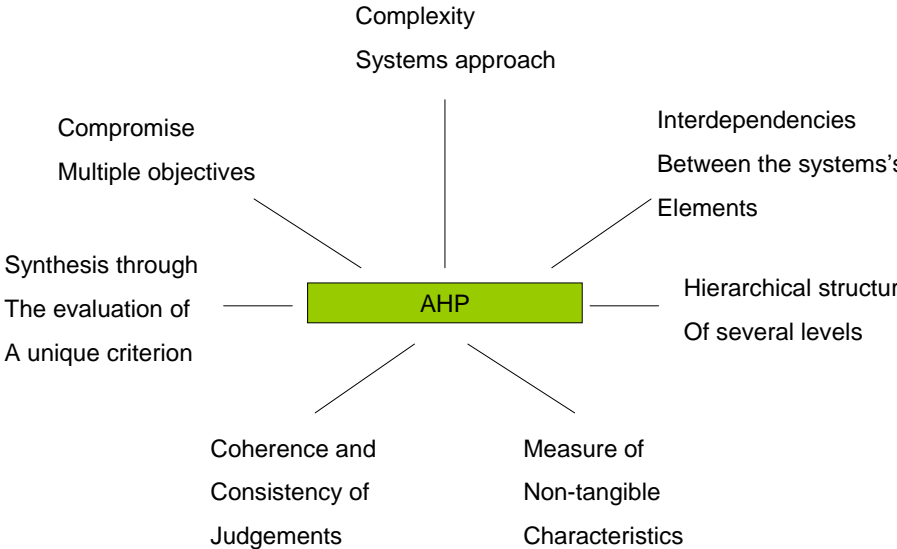 Complexity
Systems approach
Compromise
Multiple objectives
Interdependencies
Between the systems's
Elements
Synthesis through
The evaluation of
A unique criterion
AHP
Hierarchical structur
Of several levels
Coherence and
Consistency of
Judgements
Measure of
Non-tangible
Characteristics